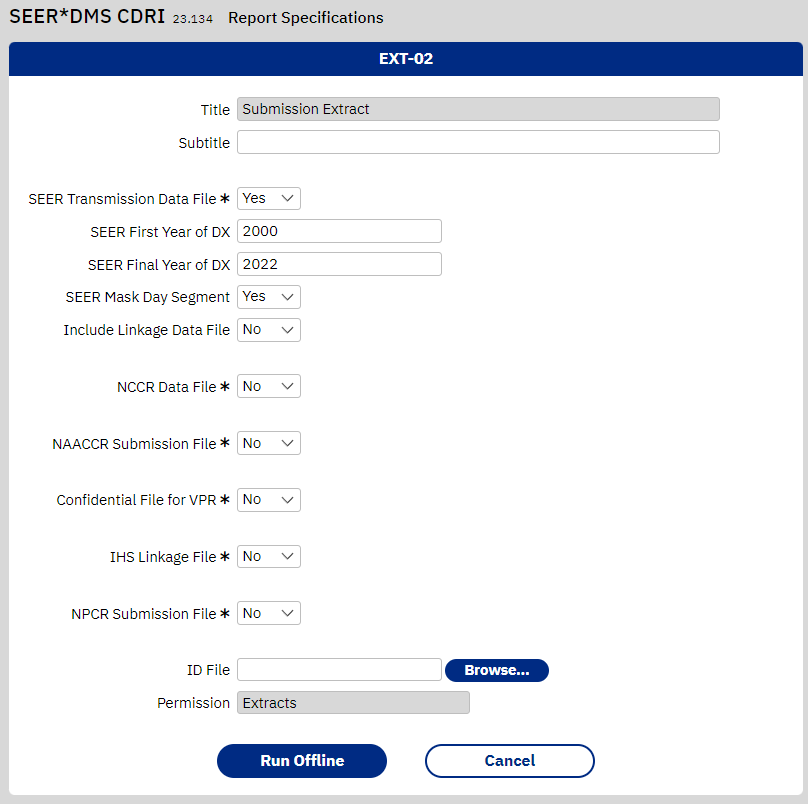 SEER*DMS CDRI 23.134 Report Specifications
EXT-02
Title Submission Extract
Subtitle
SEER Transmission Data File * Yes
SEER First Year of DX 2000
SEER Final Year of DX 2022
SEER Mask Day Segment Yes
Include Linkage Data File No
NCCR Data File * No
NAACCR Submission File * No
Confidential File for VPR * No
IHS Linkage File * No
NPCR Submission File * No
ID File Browse...
Permission Extracts
Run Offline Cancel